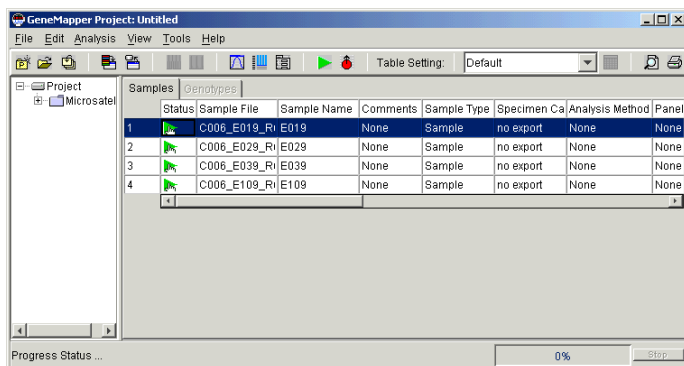 GeneMapper Project: Untitled
File Edit Analysis View Tools Help
Table Setting: Default
Project
Microsatel
Samples Genotypes
Status Sample File Sample Name Comments Sample Type Specimen Ca Analysis Method Panel
1 C006_E019_R E019 None Sample no export None None
2 C006_E029_R E029 None Sample no export None None
3 C006_E039_R E039 None Sample no export None None
4 C006_E109_R E109 None Sample no export None None
Progress Status ... 0% Stop